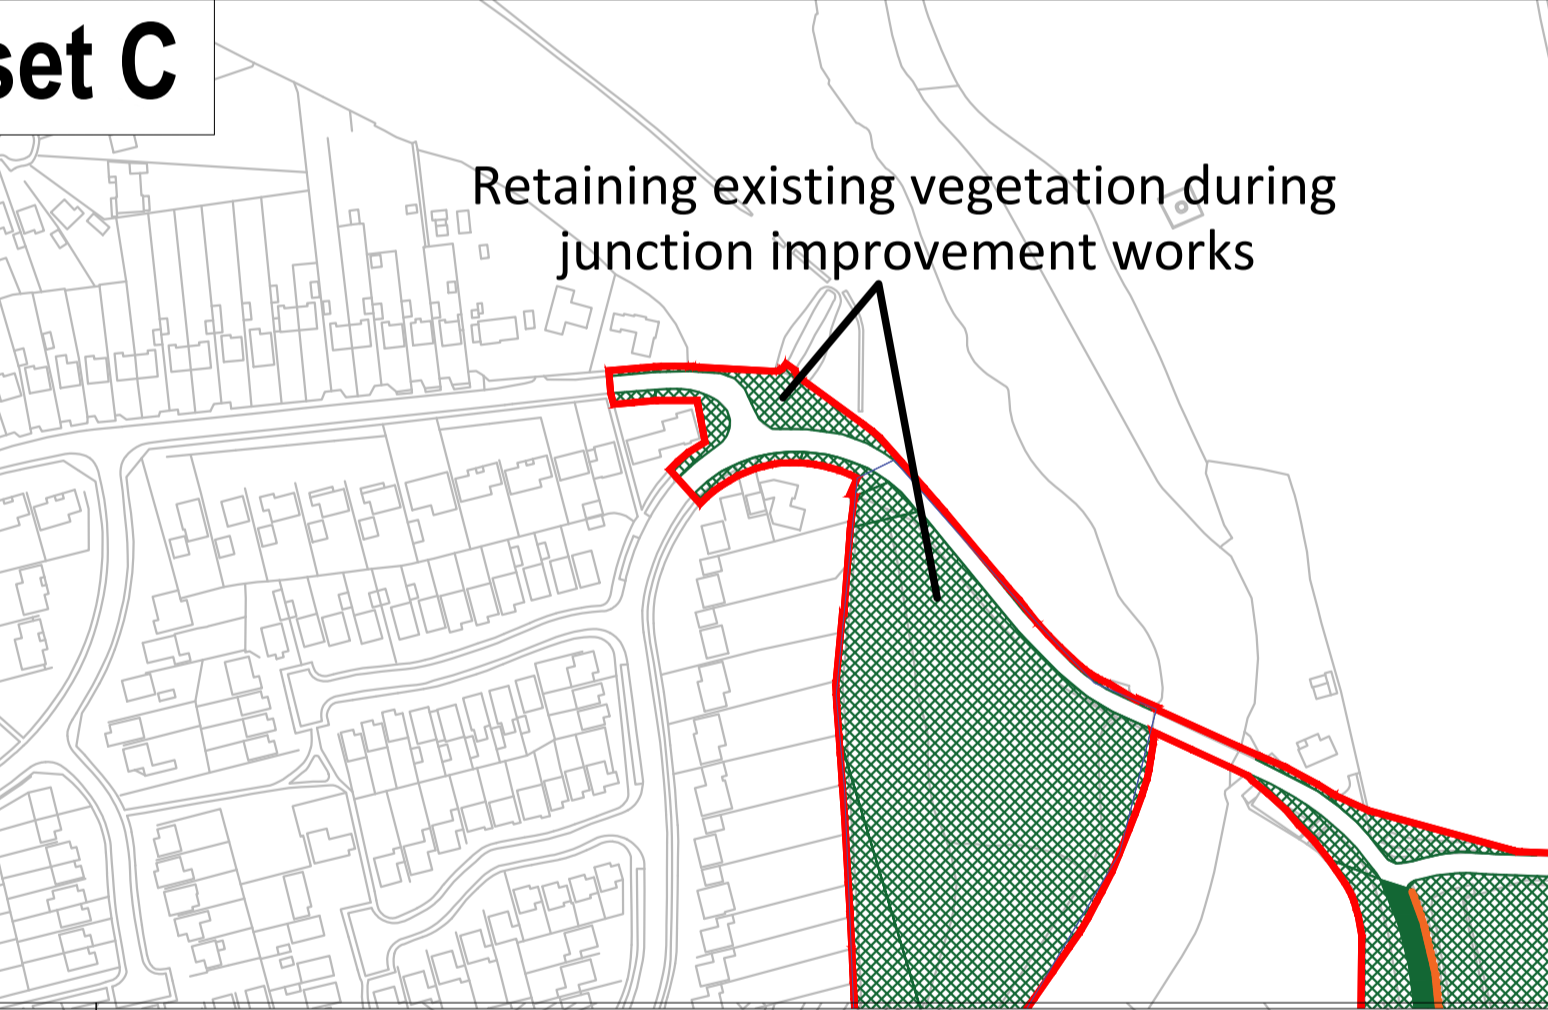 set C
Retaining existing vegetation during
junction improvement works